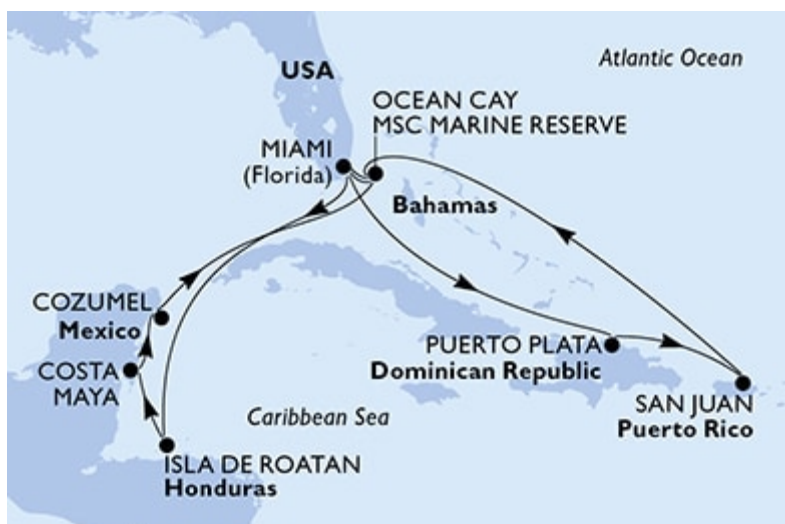 Atlantic Ocean
USA
OCEAN CAY
MSC MARINE RESERVE
MIAMI
(Florida)
Bahamas
COZUMEL
Mexico
COSTA
MAYA
PUERTO PLATA
Dominican Republic
SAN JUAN
Puerto Rico
Caribbean Sea
ISLA DE ROATAN
Honduras